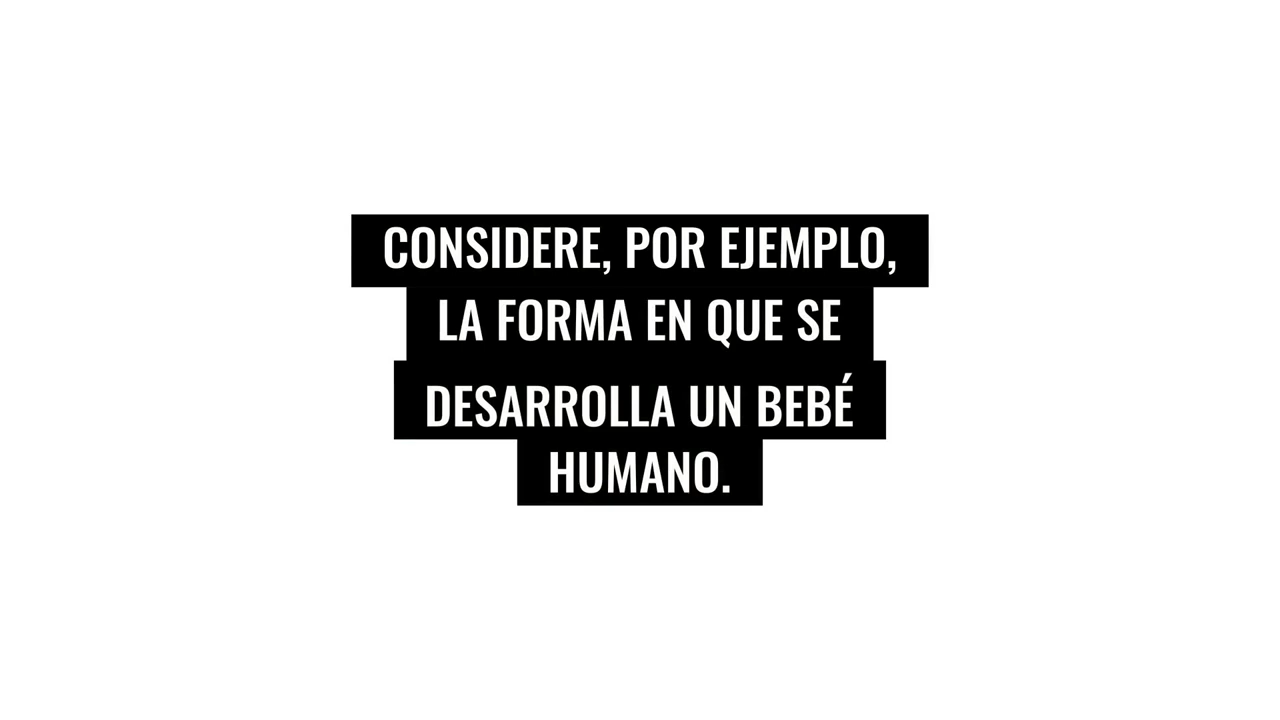 CONSIDERE, POR EJEMPLO,
LA FORMA EN QUE SE
DESARROLLA UN BEBÉ
HUMANO.